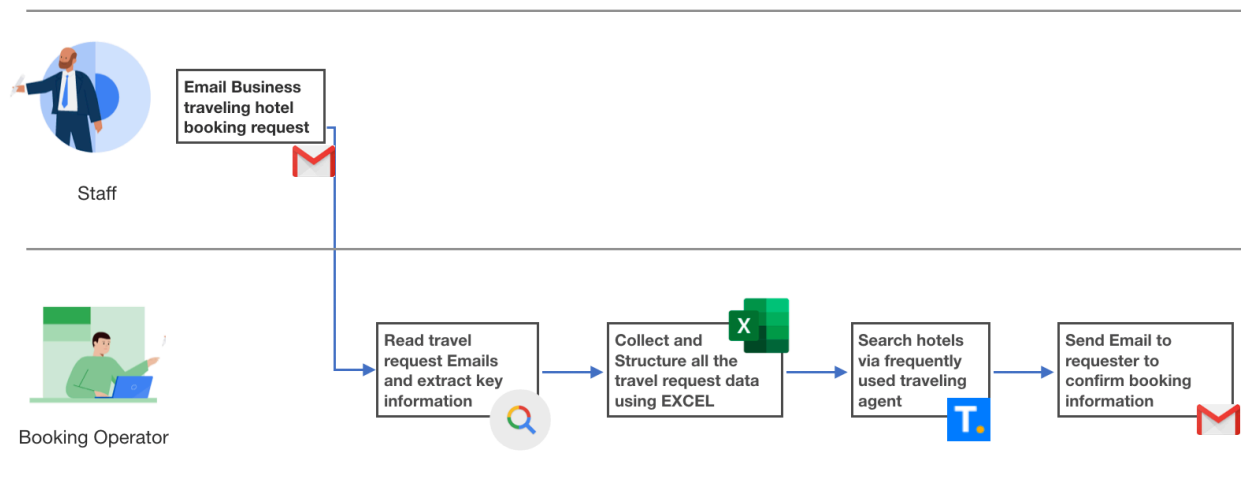 Email Business
traveling hotel
booking request
Staff
Read travel
request Emails
and extract key
information
Collect and
Structure all the
travel request data
using EXCEL
X
Search hotels
via frequently
used traveling
agent
T.
Send Email to
requester to
confirm booking
information
Booking Operator